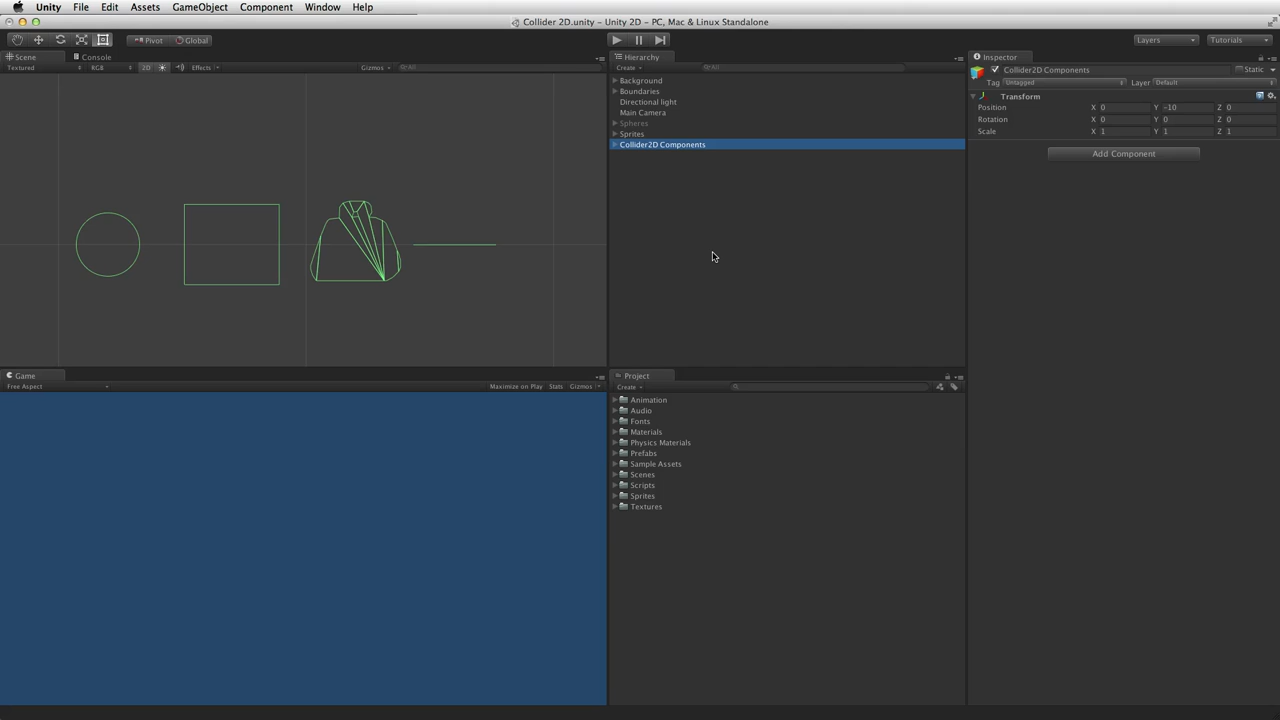 Unity File Edit Assets GameObject Component Window Help
Collider 2D.unity – Unity 2D – PC, Mac & Linux Standalone
Pivot Global Layers Tutorials
Scene Console
Textured RGB 2D Effects Gizmos All
Hierarchy
Create All
Background
Boundaries
Directional light
Main Camera
Spheres
Sprites
Collider2D Components
Inspector
Collider2D Components Static
Tag Untagged Layer Default
Transform
Position X 0 Y -10 Z 0
Rotation X 0 Y 0 Z 0
Scale X 1 Y 1 Z 1
Add Component
Game
Free Aspect Maximize on Play Stats Gizmos
Project
Create
Animation
Audio
Fonts
Materials
Physics Materials
Prefabs
Sample Assets
Scenes
Scripts
Sprites
Textures